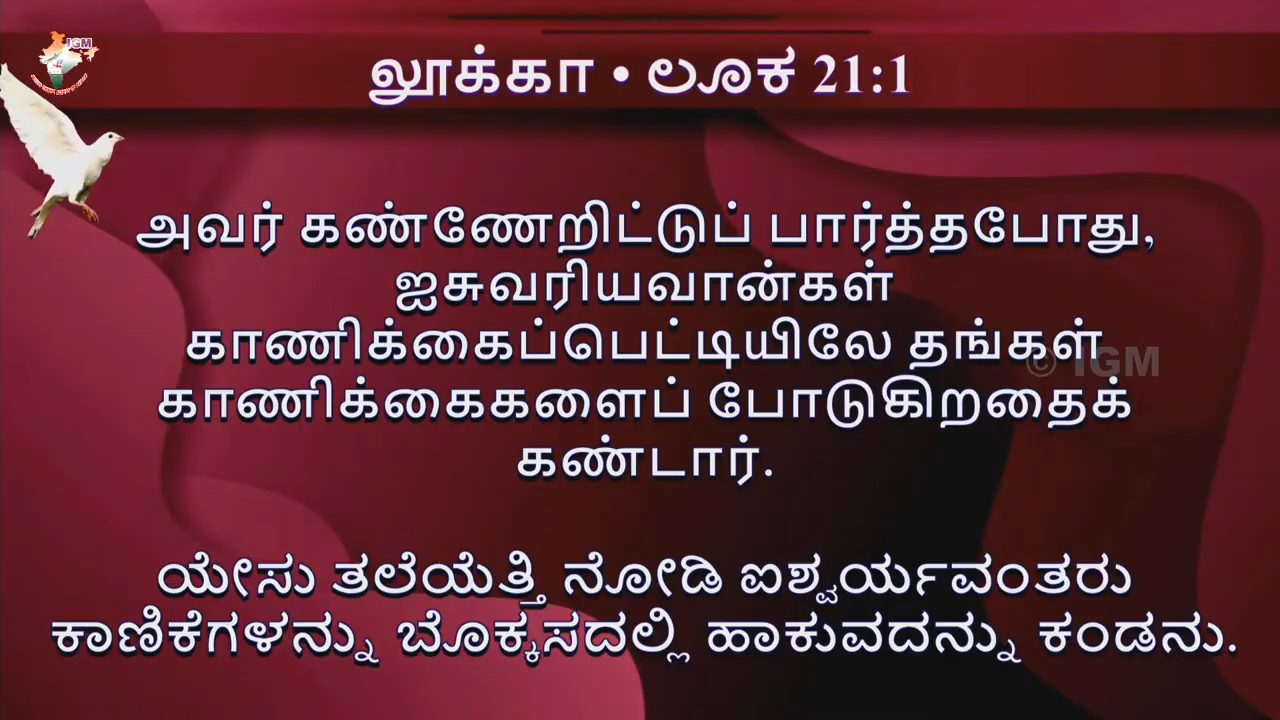 IGM
லூக்கா • ಲೂಕ 21:1
அவர் கண்ணேறிட்டுப் பார்த்தபோது,
ஐசுவரியவான்கள்
காணிக்கைப்பெட்டியிலே தங்கள்
© IGM
காணிக்கைகளைப் போடுகிறதைக்
கண்டார்.
ಯೇಸು ತಲೆಯೆತ್ತಿ ನೋಡಿ ಐಶ್ವರ್ಯವಂತರು
ಕಾಣಿಕೆಗಳನ್ನು ಬೊಕ್ಕಸದಲ್ಲಿ ಹಾಕುವದನ್ನು ಕಂಡನು.